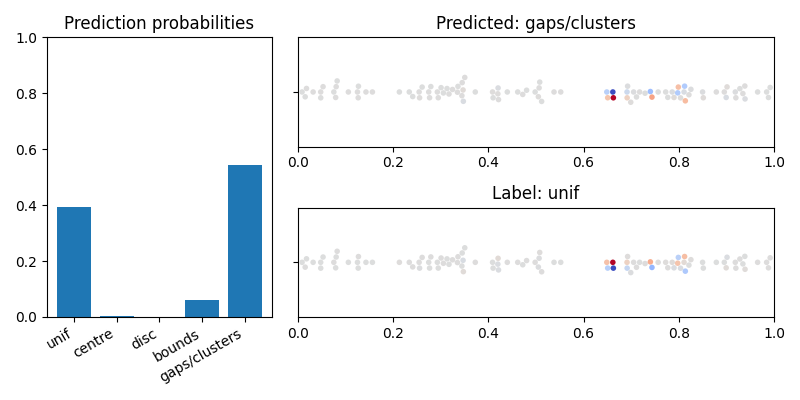 Prediction probabilities
1.0
0.8
0.6
0.4
0.2
0.0
unif
centre
disc
bounds
gaps/clusters
Predicted: gaps/clusters
0.0 0.2 0.4 0.6 0.8 1.0
Label: unif
0.0 0.2 0.4 0.6 0.8 1.0